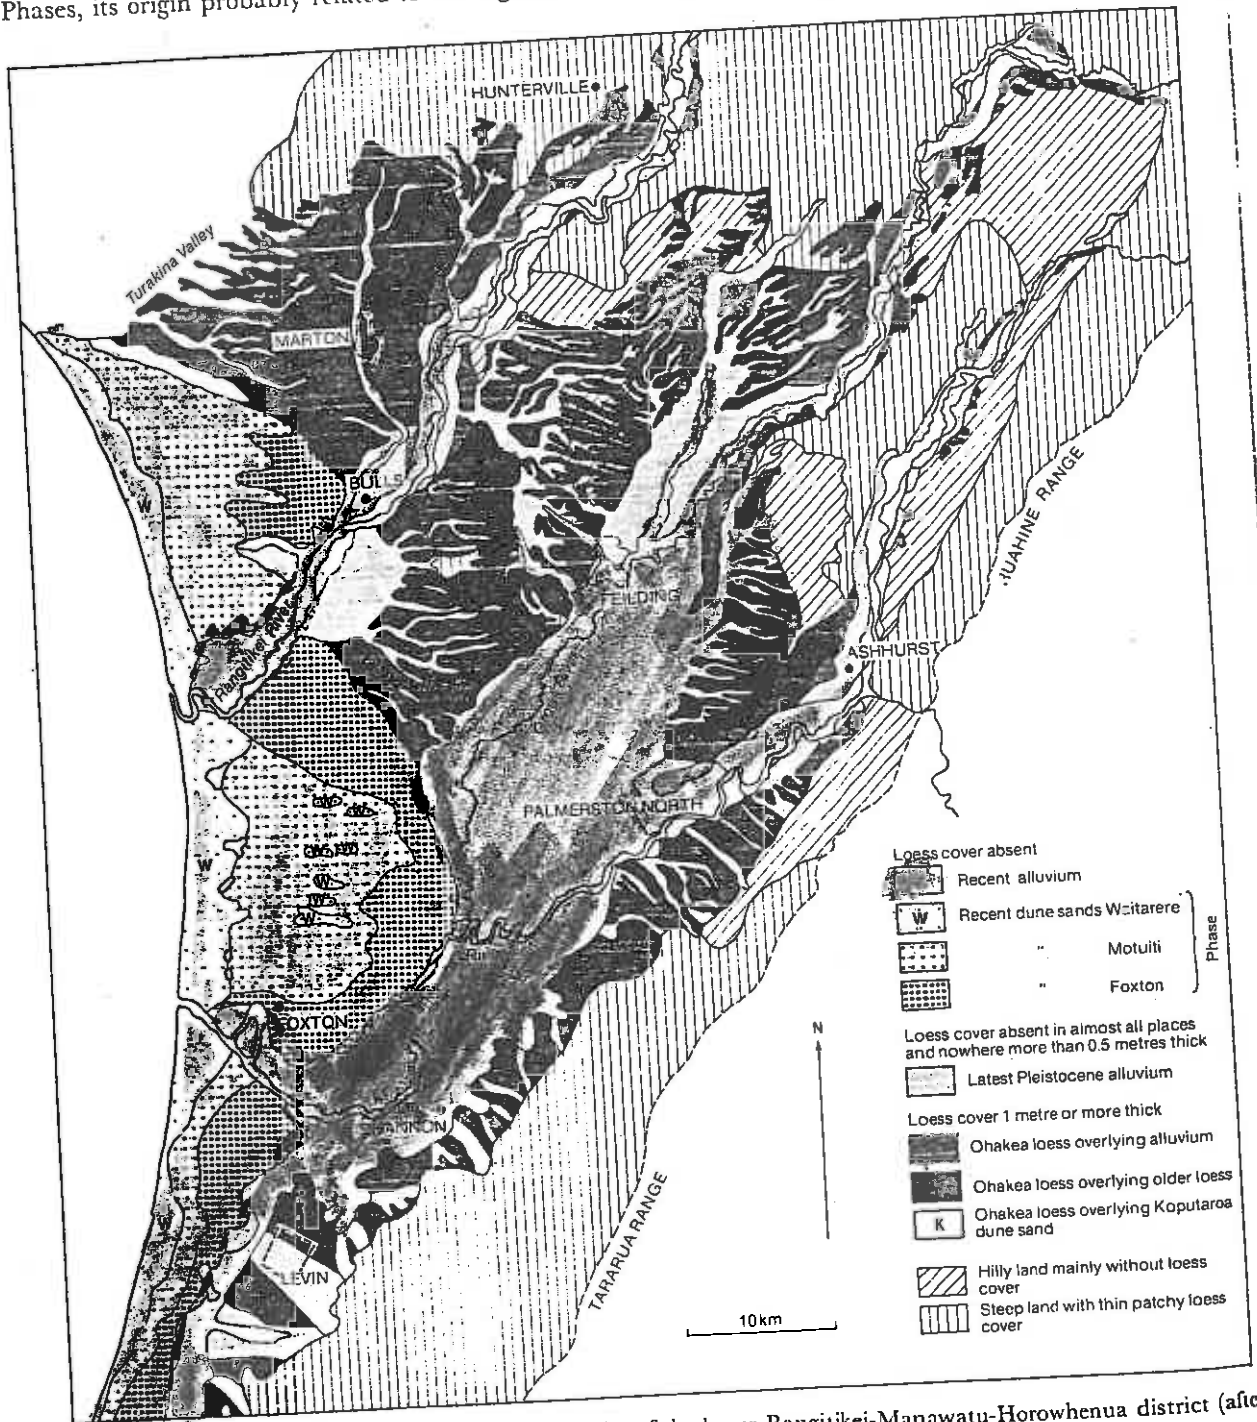 Phases, its origin probably related
HUNTERVILLE
Turakina Valley
MARTON
BULLS
W
RUAHINE RANGE
FEILDING
Rangitikei River
ASHHURST
PALMERSTON NORTH
W W
W W
W
W
W
W
FOXTON
SHANNON
LEVIN
TARARUA RANGE
N
10km
Loess cover absent
Recent alluvium
W Recent dune sands Waitarere
" Motuiti
" Foxton
Phase
Loess cover absent in almost all places
and nowhere more than 0.5 metres thick
Latest Pleistocene alluvium
Loess cover 1 metre or more thick
Ohakea loess overlying alluvium
Ohakea loess overlying older loess
K Ohakea loess overlying Koputaroa
dune sand
Hilly land mainly without loess
cover
Steep land with thin patchy loess
cover
Rangitikei-Manawatu-Horowhenua district